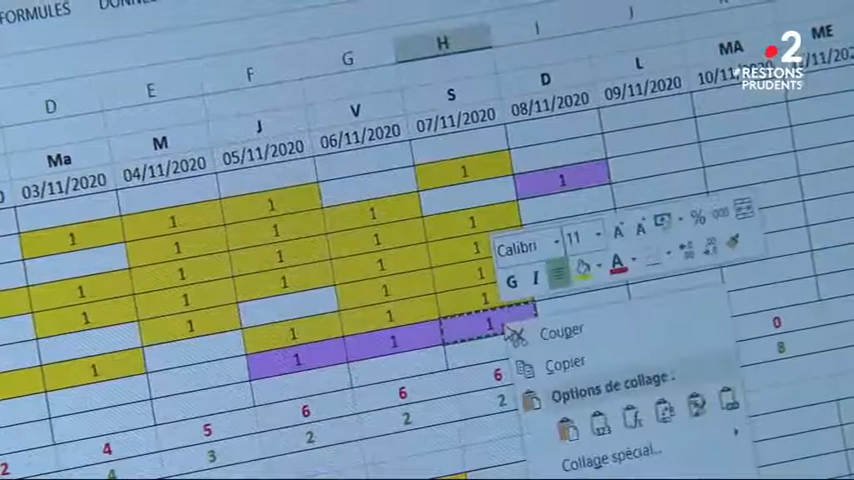 FORMULES
2
RESTONS
PRUDENTS
D E F G H I J
Ma M J V S D L MA ME
03/11/2020 04/11/2020 05/11/2020 06/11/2020 07/11/2020 08/11/2020 09/11/2020 10/11/2020
1 1 1 1
1 1 1 1
1 1 1 1
1 1 1 1 1
1 1 1 1
1 1 1 1
1 1 1 1
Calibri 11 A A % 000
G I A
Couper
Copier
Options de collage :
Collage spécial...
2 4 5 6 6 6 0
4 3 2 2 2 8